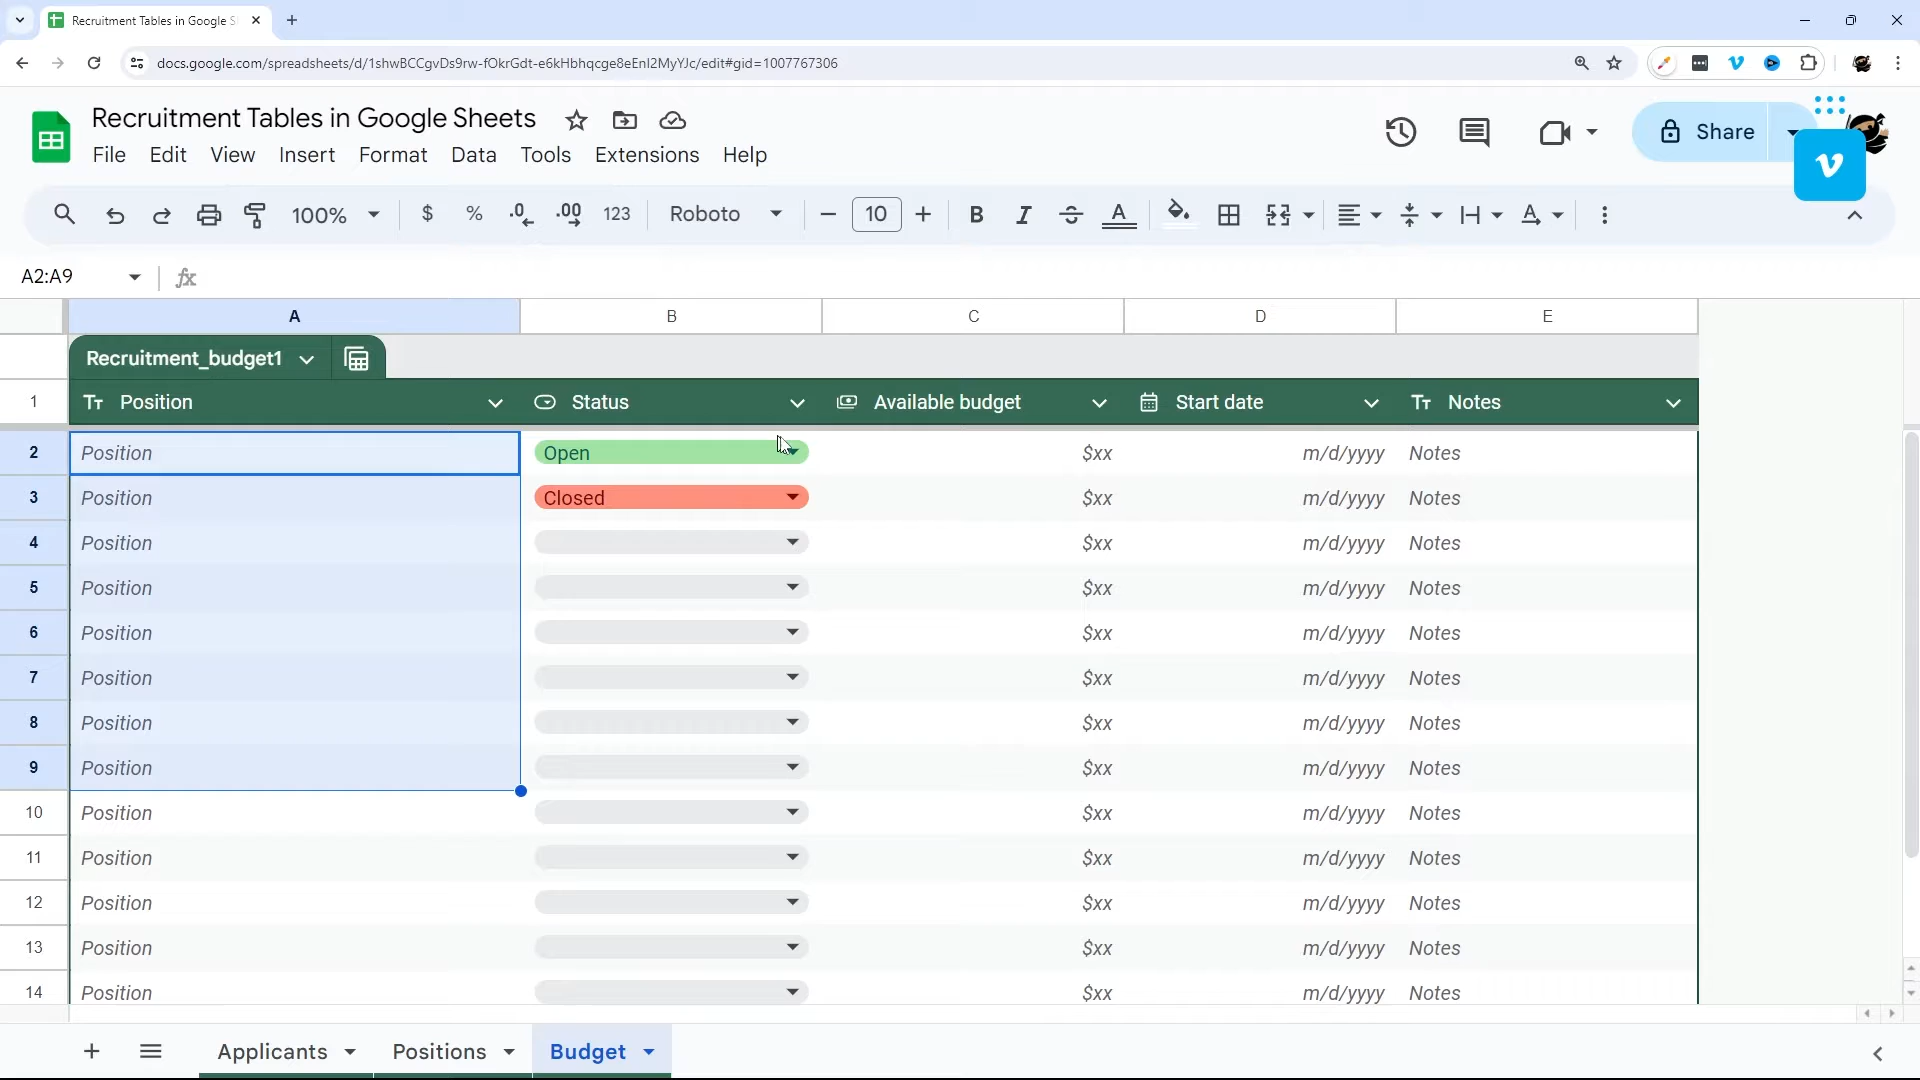 Recruitment Tables in Google S
docs.google.com/spreadsheets/d/1shwBCCgvDs9rw-fOkrGdt-e6kHbhqcge8eEnI2MyYJc/edit#gid=1007767306
Recruitment Tables in Google Sheets
File Edit View Insert Format Data Tools Extensions Help
Share
100% $ % .0 .00 123 Roboto 10 B I S A A
A2:A9 fx
A B C D E
Recruitment_budget1
1 Tт Position Status Available budget Start date Tт Notes
2 Position Open $xx m/d/yyyy Notes
3 Position Closed $xx m/d/yyyy Notes
4 Position $xx m/d/yyyy Notes
5 Position $xx m/d/yyyy Notes
6 Position $xx m/d/yyyy Notes
7 Position $xx m/d/yyyy Notes
8 Position $xx m/d/yyyy Notes
9 Position $xx m/d/yyyy Notes
10 Position $xx m/d/yyyy Notes
11 Position $xx m/d/yyyy Notes
12 Position $xx m/d/yyyy Notes
13 Position $xx m/d/yyyy Notes
14 Position $xx m/d/yyyy Notes
Applicants Positions Budget